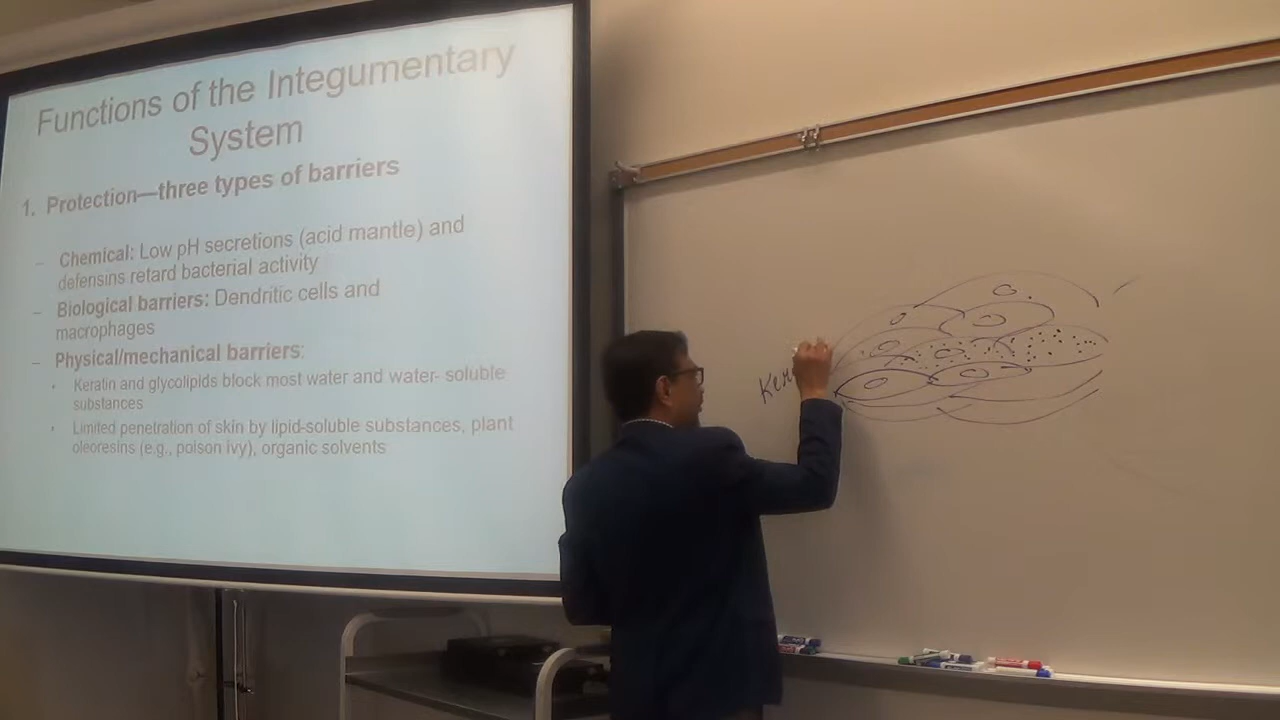 Functions of the Integumentary
System
1. Protection—three types of barriers
– Chemical: Low pH secretions (acid mantle) and
defensins retard bacterial activity
– Biological barriers: Dendritic cells and
macrophages
– Physical/mechanical barriers:
• Keratin and glycolipids block most water and water- soluble
substances
• Limited penetration of skin by lipid-soluble substances, plant
oleoresins (e.g., poison ivy), organic solvents
Ker